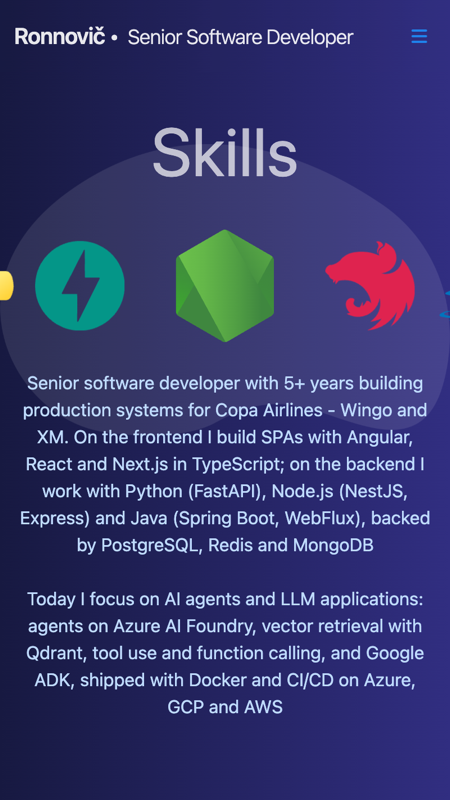 Ronnovič • Senior Software Developer
Skills
Senior software developer with 5+ years building
production systems for Copa Airlines - Wingo and
XM. On the frontend I build SPAs with Angular,
React and Next.js in TypeScript; on the backend I
work with Python (FastAPI), Node.js (NestJS,
Express) and Java (Spring Boot, WebFlux), backed
by PostgreSQL, Redis and MongoDB
Today I focus on AI agents and LLM applications:
agents on Azure AI Foundry, vector retrieval with
Qdrant, tool use and function calling, and Google
ADK, shipped with Docker and CI/CD on Azure,
GCP and AWS